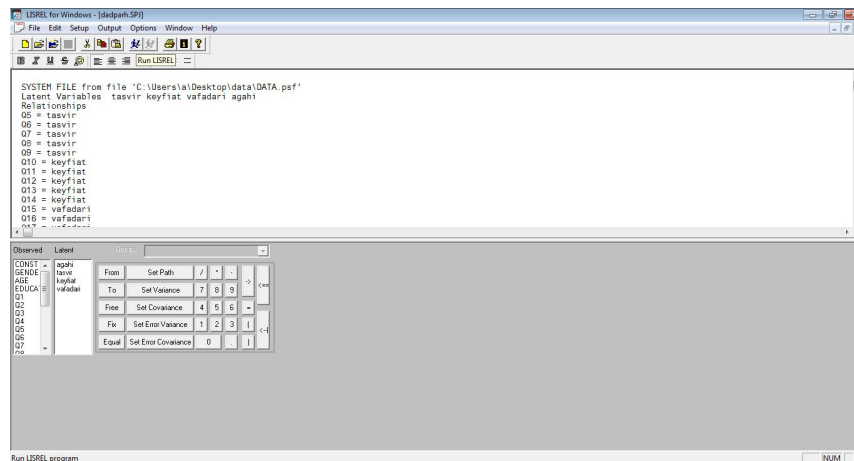 LISREL for Windows - [dadparh.SPJ]
File Edit Setup Output Options Window Help
Run LISREL
SYSTEM FILE from file 'C:\Users\a\Desktop\data\DATA.psf'
Latent Variables tasvir keyfiat vafadari agahi
Relationships
Q5 = tasvir
Q6 = tasvir
Q7 = tasvir
Q8 = tasvir
Q9 = tasvir
Q10 = keyfiat
Q11 = keyfiat
Q12 = keyfiat
Q13 = keyfiat
Q14 = keyfiat
Q15 = vafadari
Q16 = vafadari
Q17 = vafadari
Observed Latent Groups:
CONST
GENDE
AGE
EDUCA
Q1
Q2
Q3
Q4
Q5
Q6
Q7
Q8
agahi
tasvir
keyfiat
vafadari
From Set Path / * -
To Set Variance 7 8 9
Free Set Covariance 4 5 6 =
Fix Set Error Variance 1 2 3 (
Equal Set Error Covariance 0 . )
-> <==
<-|
Run LISREL program
NUM